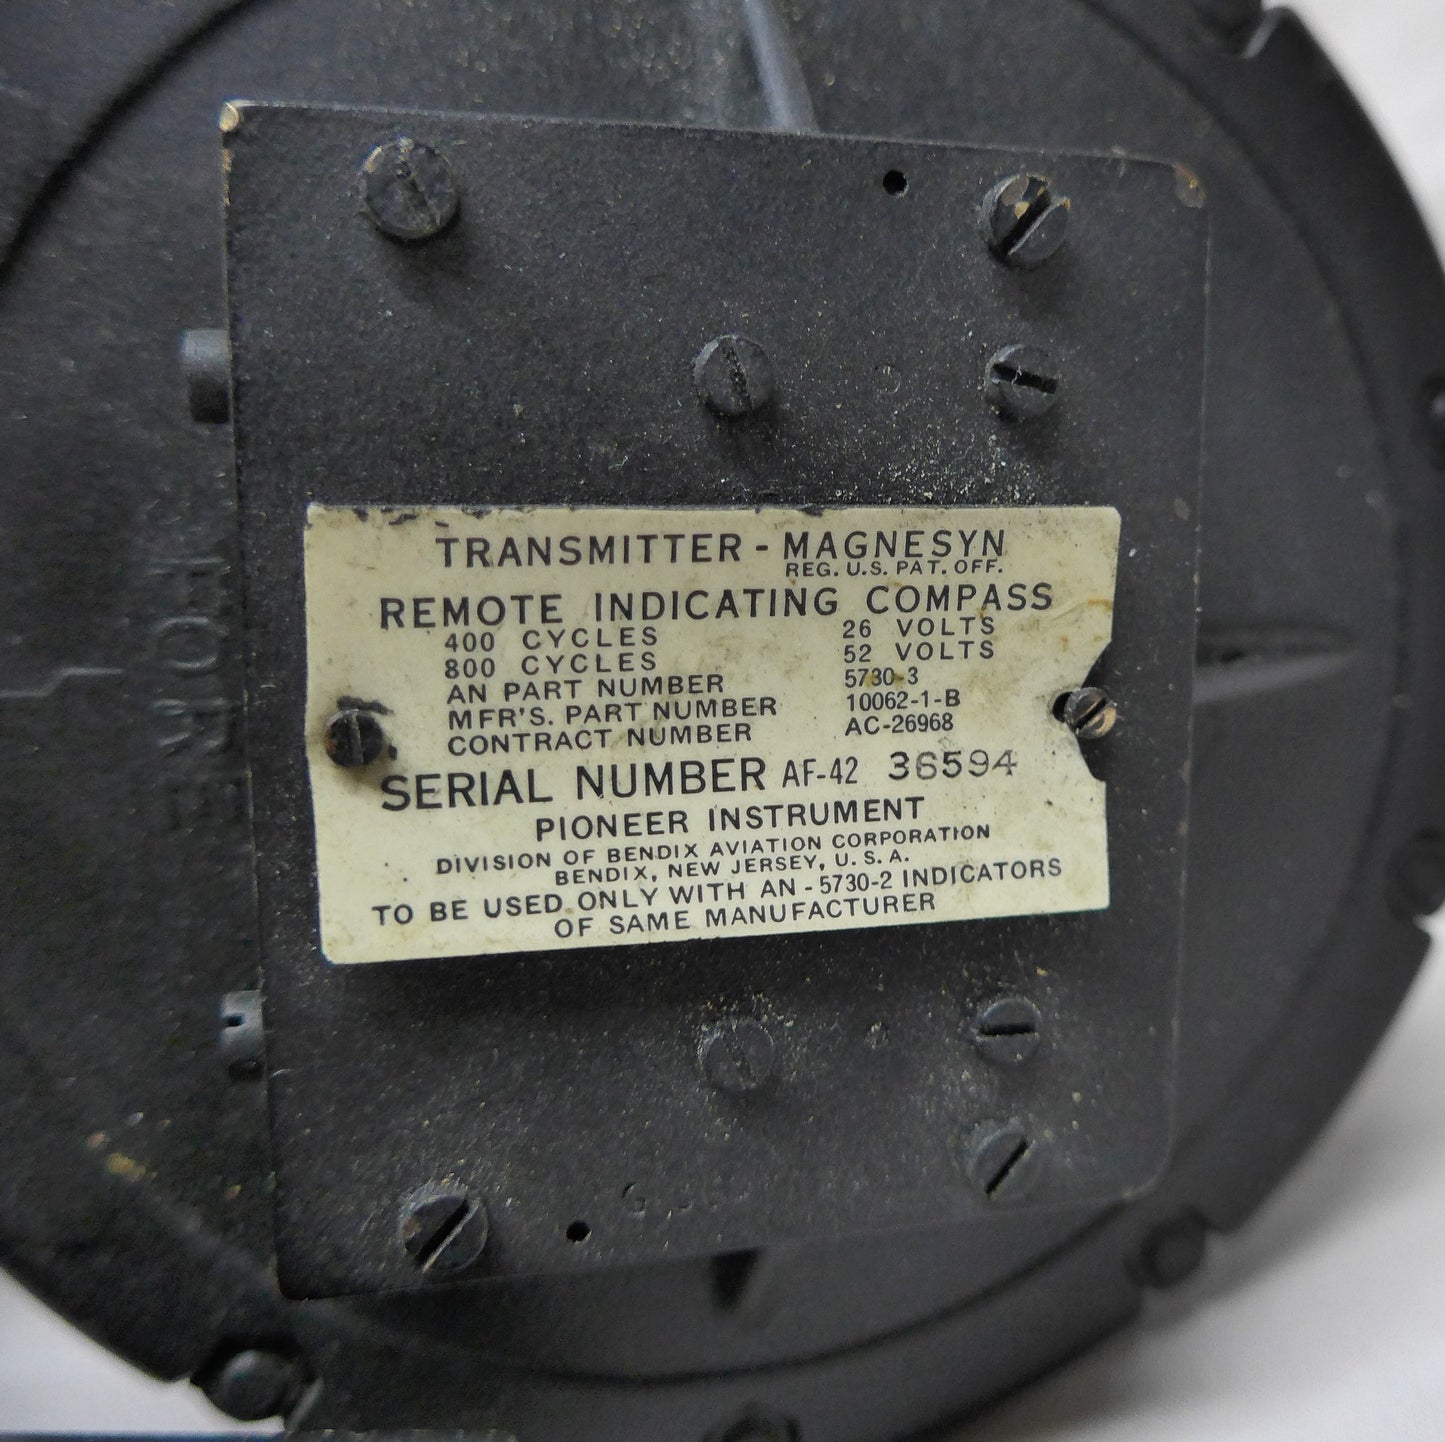 TRANSMITTER - MAGNESYN
REG. U.S. PAT. OFF.
REMOTE INDICATING COMPASS
400 CYCLES 26 VOLTS
800 CYCLES 52 VOLTS
AN PART NUMBER 5730-3
MFR'S. PART NUMBER 10062-1-B
CONTRACT NUMBER AC-26968
SERIAL NUMBER AF-42 36594
PIONEER INSTRUMENT
DIVISION OF BENDIX AVIATION CORPORATION
BENDIX, NEW JERSEY, U. S. A.
TO BE USED ONLY WITH AN - 5730-2 INDICATORS
OF SAME MANUFACTURER
FORE